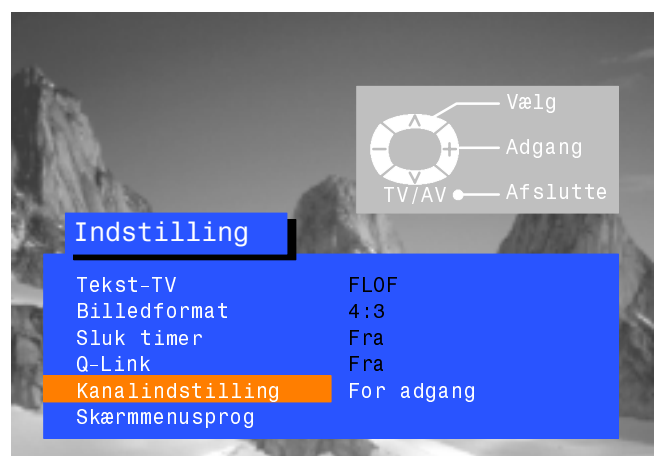 Vælg
Adgang
TV/AV Afslutte
Indstilling
Tekst-TV FLOF
Billedformat 4:3
Sluk timer Fra
Q-Link Fra
Kanalindstilling For adgang
Skærmmenusprog